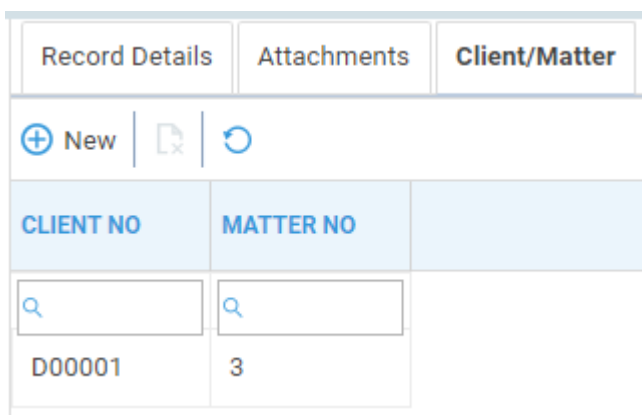 Record Details Attachments Client/Matter
New
CLIENT NO MATTER NO
D00001 3